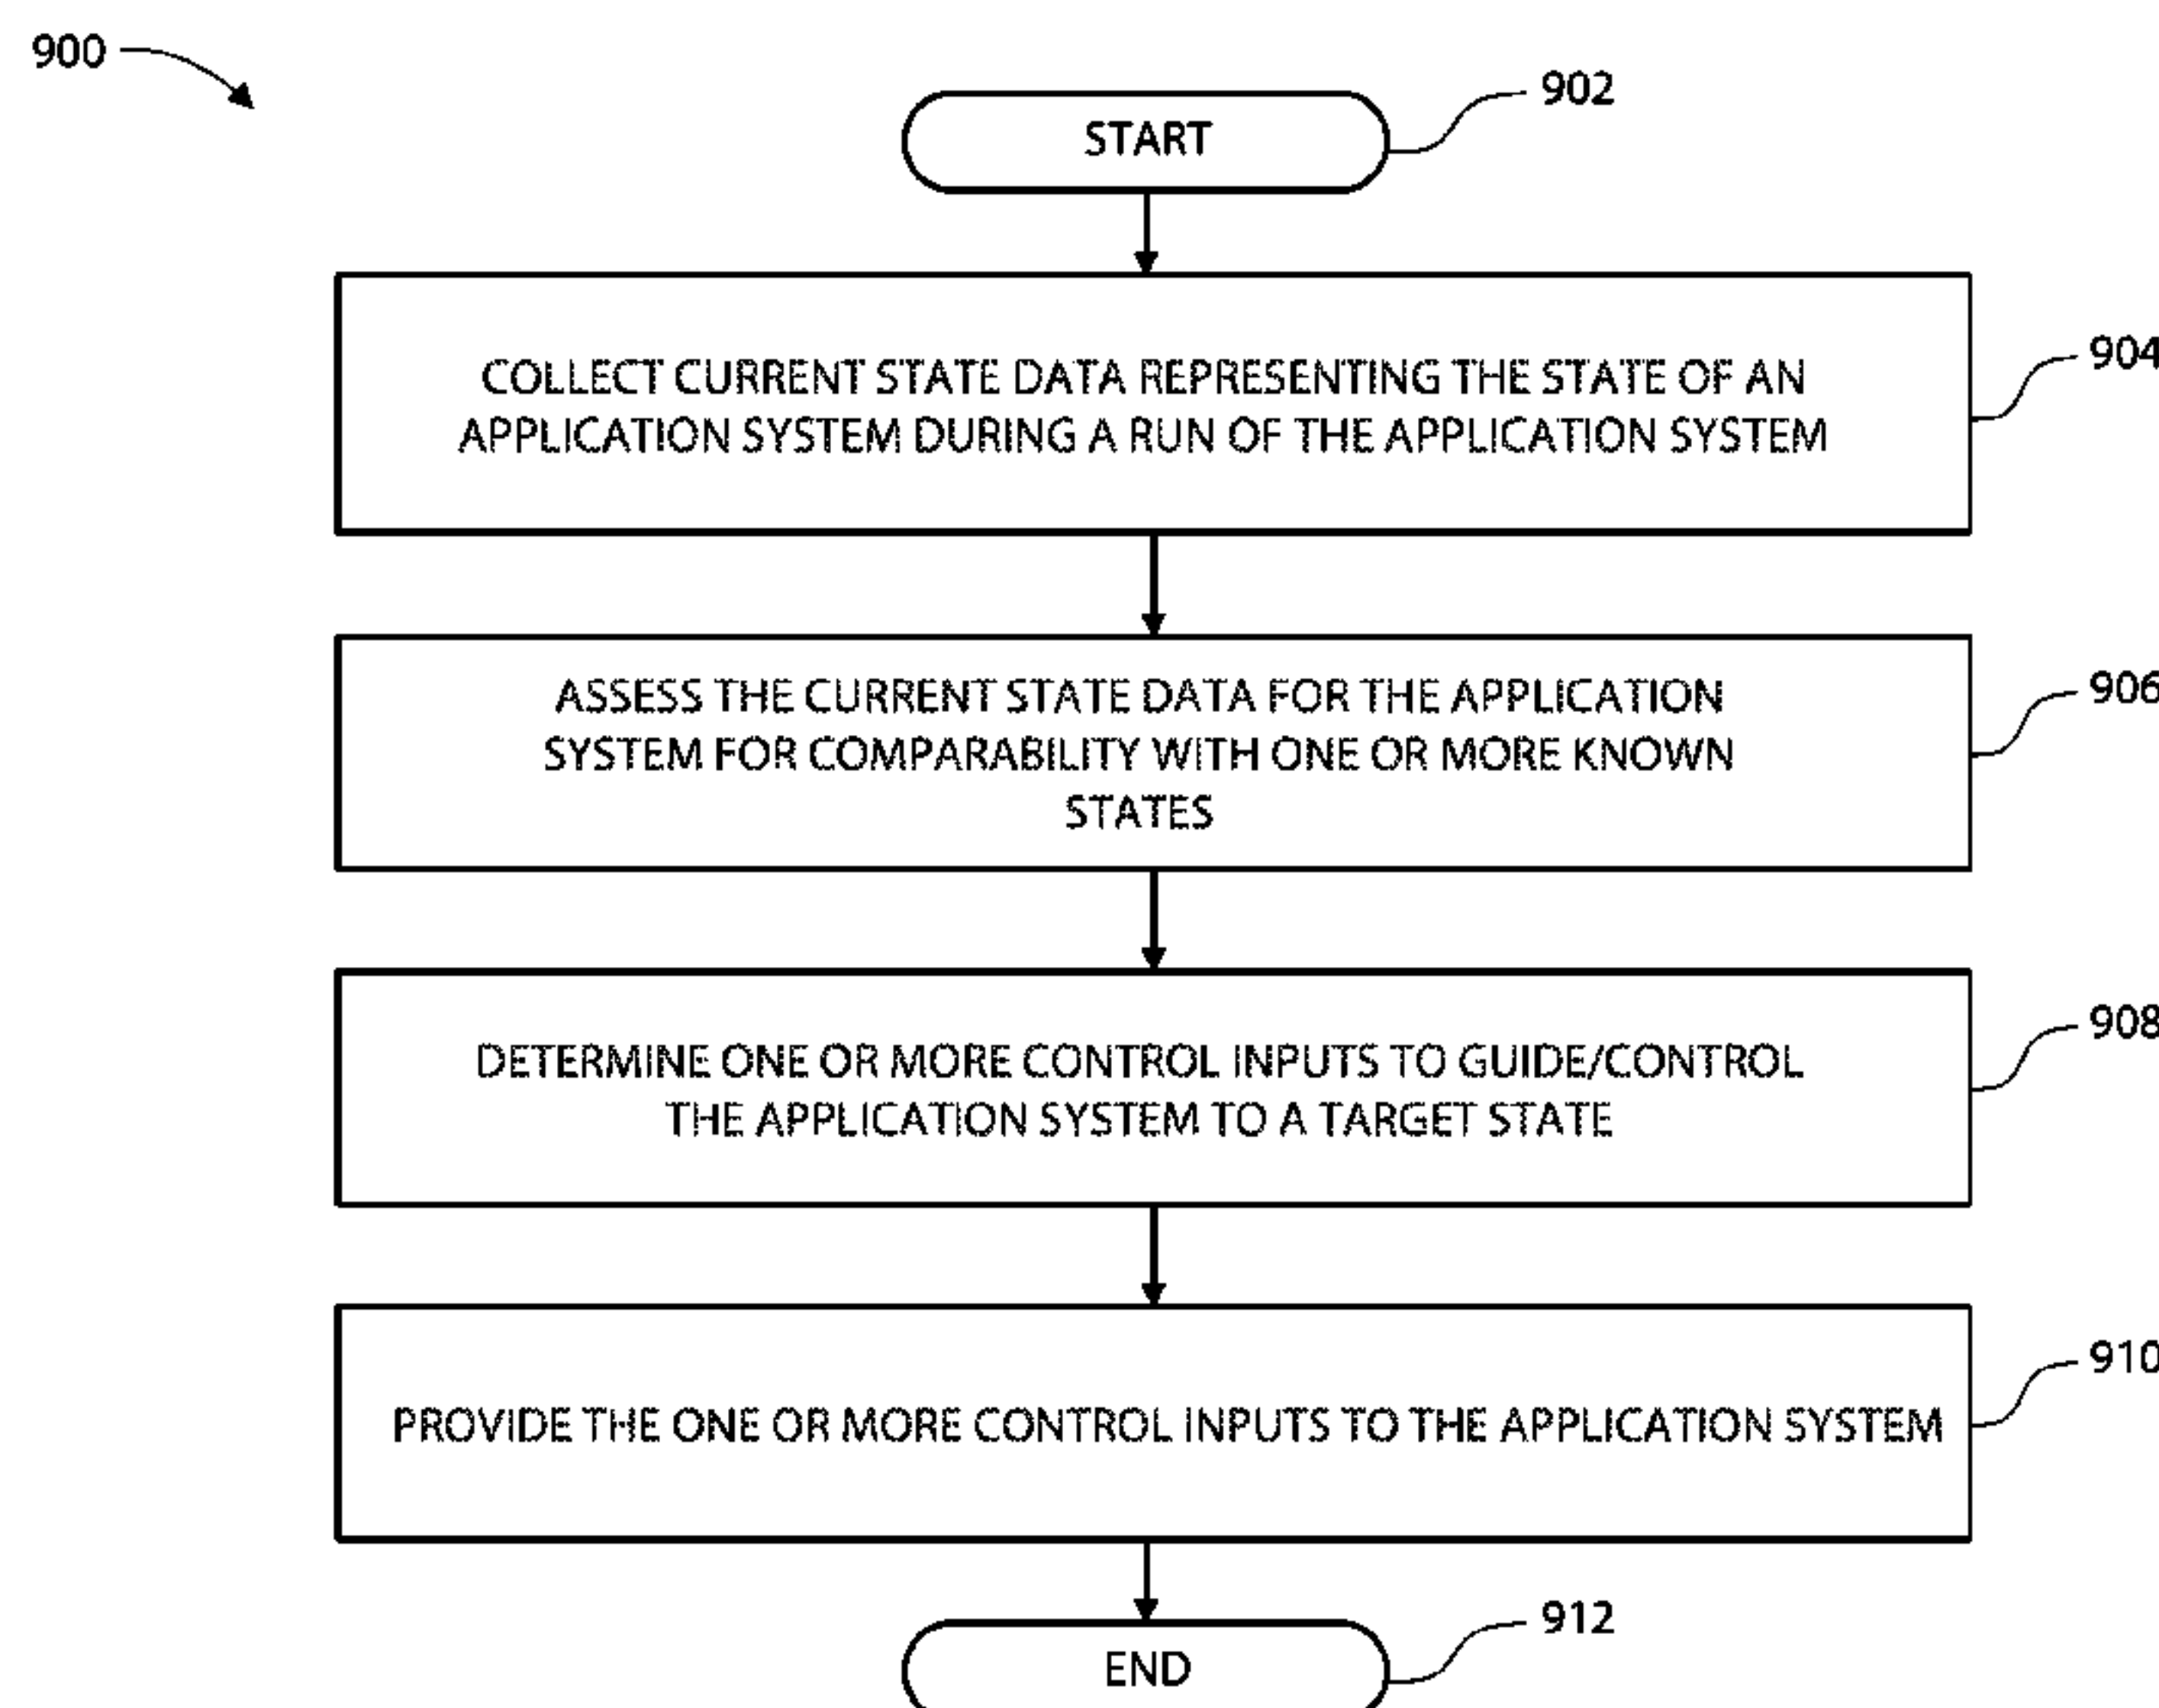 900
START
902
COLLECT CURRENT STATE DATA REPRESENTING THE STATE OF AN
APPLICATION SYSTEM DURING A RUN OF THE APPLICATION SYSTEM
904
ASSESS THE CURRENT STATE DATA FOR THE APPLICATION
SYSTEM FOR COMPARABILITY WITH ONE OR MORE KNOWN
STATES
906
DETERMINE ONE OR MORE CONTROL INPUTS TO GUIDE/CONTROL
THE APPLICATION SYSTEM TO A TARGET STATE
908
PROVIDE THE ONE OR MORE CONTROL INPUTS TO THE APPLICATION SYSTEM
910
END
912